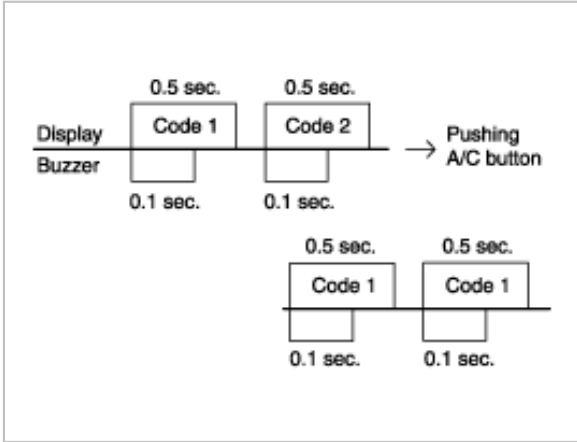 0.5 sec. 0.5 sec.
Display Code 1 Code 2 Pushing
Buzzer A/C button
0.1 sec. 0.1 sec.
0.5 sec. 0.5 sec.
Code 1 Code 1
0.1 sec. 0.1 sec.